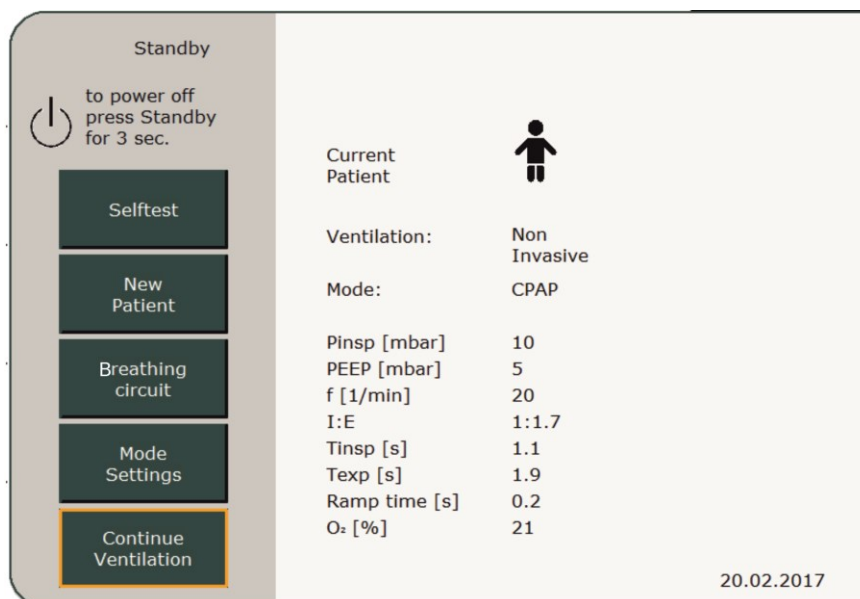 Standby
to power off
press Standby
for 3 sec.
Selftest
New
Patient
Breathing
circuit
Mode
Settings
Continue
Ventilation
Current
Patient
Ventilation: Non
Invasive
Mode: CPAP
Pinsp [mbar] 10
PEEP [mbar] 5
f [1/min] 20
I:E 1:1.7
Tinsp [s] 1.1
Texp [s] 1.9
Ramp time [s] 0.2
O₂ [%] 21
20.02.2017